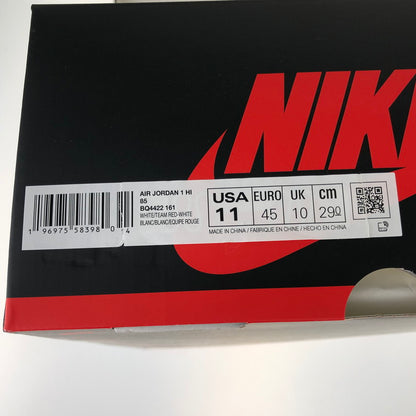 NIKE
AIR JORDAN 1 HI
85
BQ4422 161
WHITE/TEAM RED-WHITE
BLANC/BLANC/EQUIPE ROUGE
1 96975 58398 0 4
USA EURO UK cm
11 45 10 29
MADE IN CHINA / FABRIQUE EN CHINE / HECHO EN CHINA